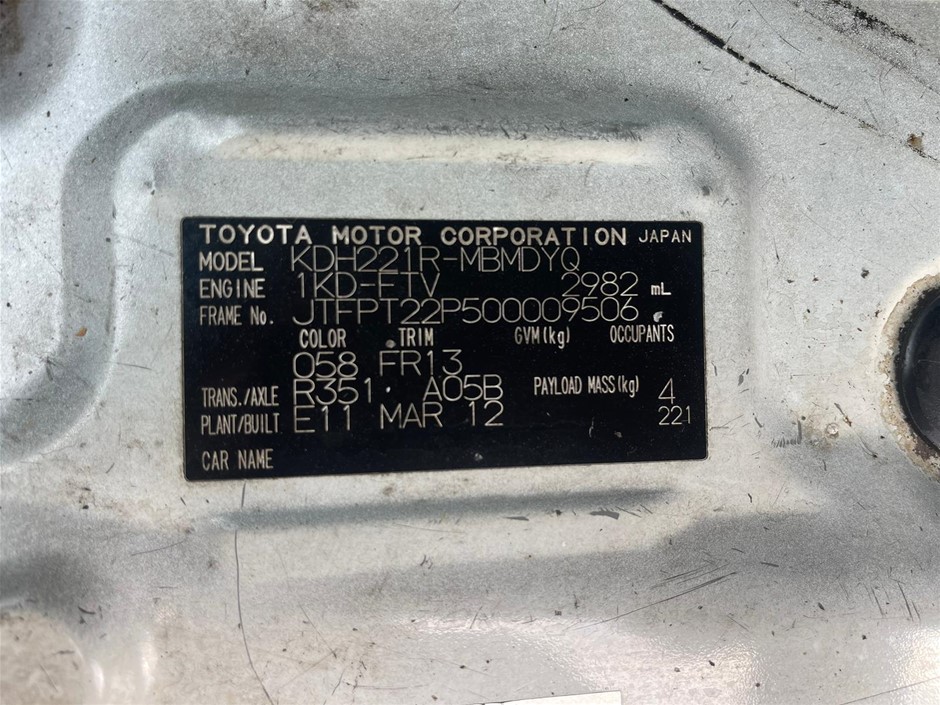 TOYOTA MOTOR CORPORATION JAPAN
MODEL KDH221R-MBMDYQ
ENGINE 1KD-FTV 2982 mL
FRAME No. JTFPT22P500009506
COLOR TRIM GVM(kg) OCCUPANTS
058 FR13
TRANS./AXLE R351 A05B PAYLOAD MASS(kg) 4
PLANT/BUILT E11 MAR 12 221
CAR NAME